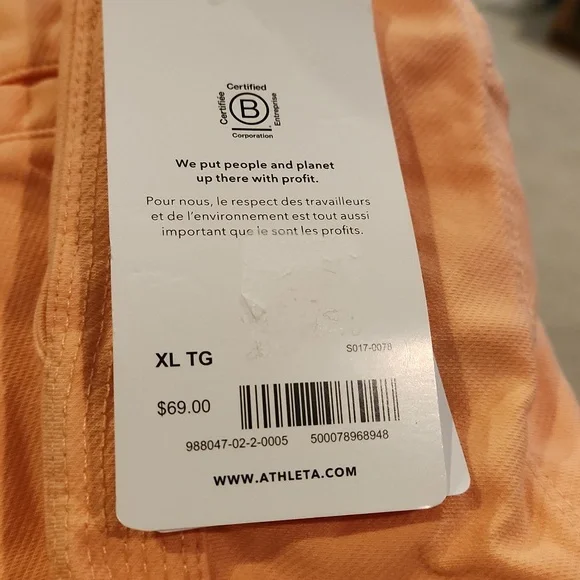 Certified
Certifiée
B
Entreprise
Corporation
We put people and planet
up there with profit.
Pour nous, le respect des travailleurs
et de l'environnement est tout aussi
important que le sont les profits.
XL TG
S017-0078
$69.00
988047-02-2-0005 500078968948
WWW.ATHLETA.COM